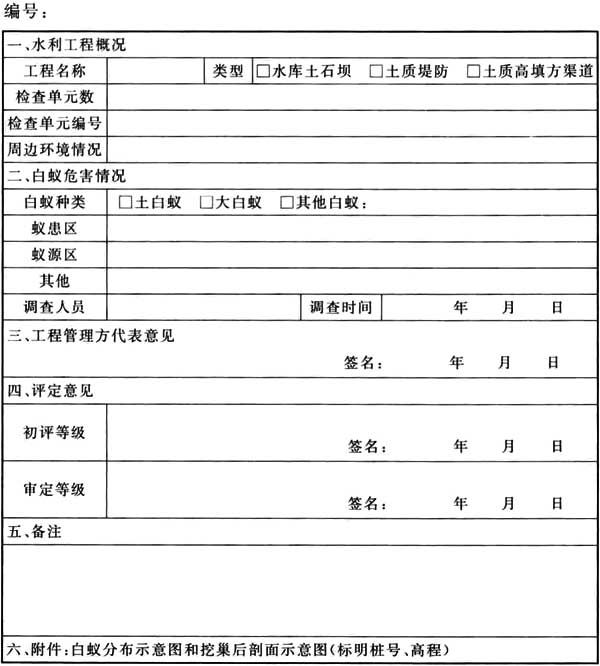 编号：
一、水利工程概况
工程名称 类型 □水库土石坝 □土质堤防 □土质高填方渠道
检查单元数
检查单元编号
周边环境情况
二、白蚁危害情况
白蚁种类 □土白蚁 □大白蚁 □其他白蚁：
蚁患区
蚁源区
其他
调查人员 调查时间 年 月 日
三、工程管理方代表意见
签名： 年 月 日
四、评定意见
初评等级
签名： 年 月 日
审定等级
签名： 年 月 日
五、备注
六、附件：白蚁分布示意图和挖巢后剖面示意图（标明桩号、高程）